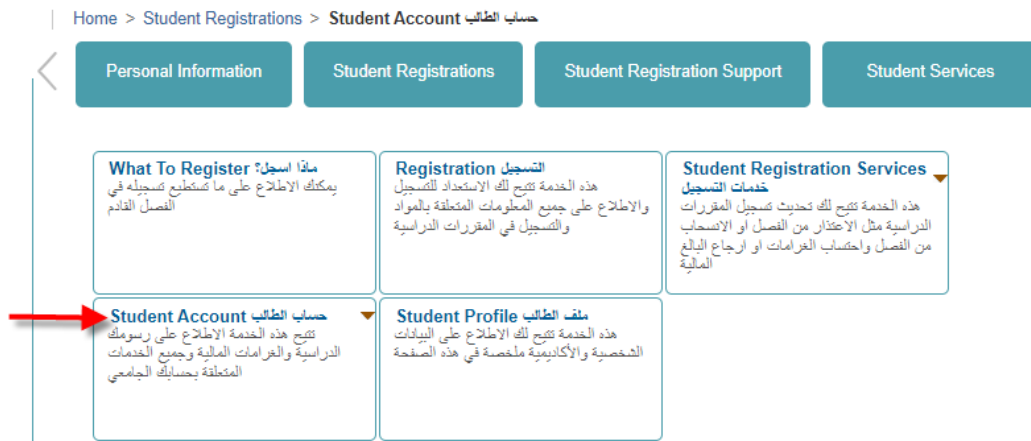 Home > Student Registrations > Student Account حساب الطالب
Personal Information
Student Registrations
Student Registration Support
Student Services
What To Register ماذا اسجل؟
يمكنك الاطلاع على ما تستطيع تسجيله في
الفصل القادم
Registration التسجيل
هذه الخدمة تتيح لك الاستعداد للتسجيل
والاطلاع على جميع المعلومات المتعلقة بالمواد
والتسجيل في المقررات الدراسية
Student Registration Services
خدمات التسجيل
هذه الخدمة تتيح لك تحديث تسجيل المقررات
الدراسية مثل الاعتذار من الفصل أو الانسحاب
من الفصل واحتساب الغرامات او ارجاع البالغ
المالية
Student Account حساب الطالب
تتيح هذه الخدمة الاطلاع على رسومك
الدراسية والغرامات المالية وجميع الخدمات
المتعلقة بحسابك الجامعي
Student Profile ملف الطالب
هذه الخدمة تتيح لك الاطلاع على البيانات
الشخصية والأكاديمية ملخصة في هذه الصفحة